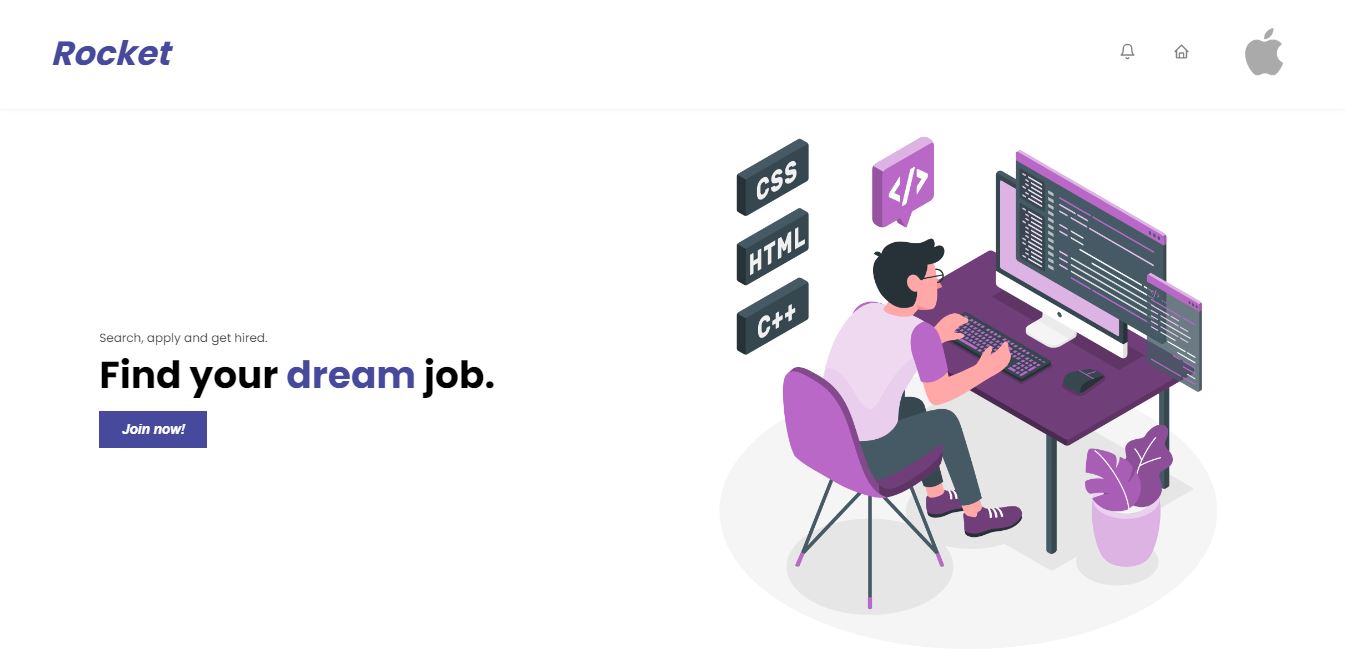 Rocket
CSS
</>
HTML
C++
Search, apply and get hired.
Find your dream job.
Join now!